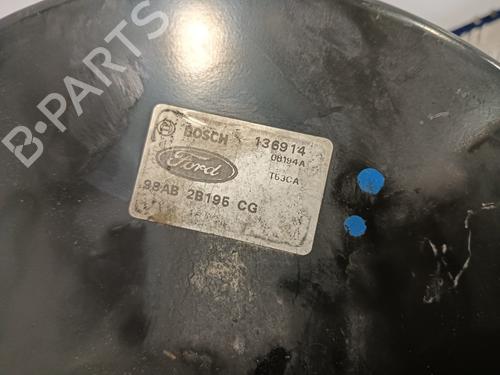 B-PARTS
BOSCH 136914
08194A
Ford
T53CA
98AB 2B195 CG